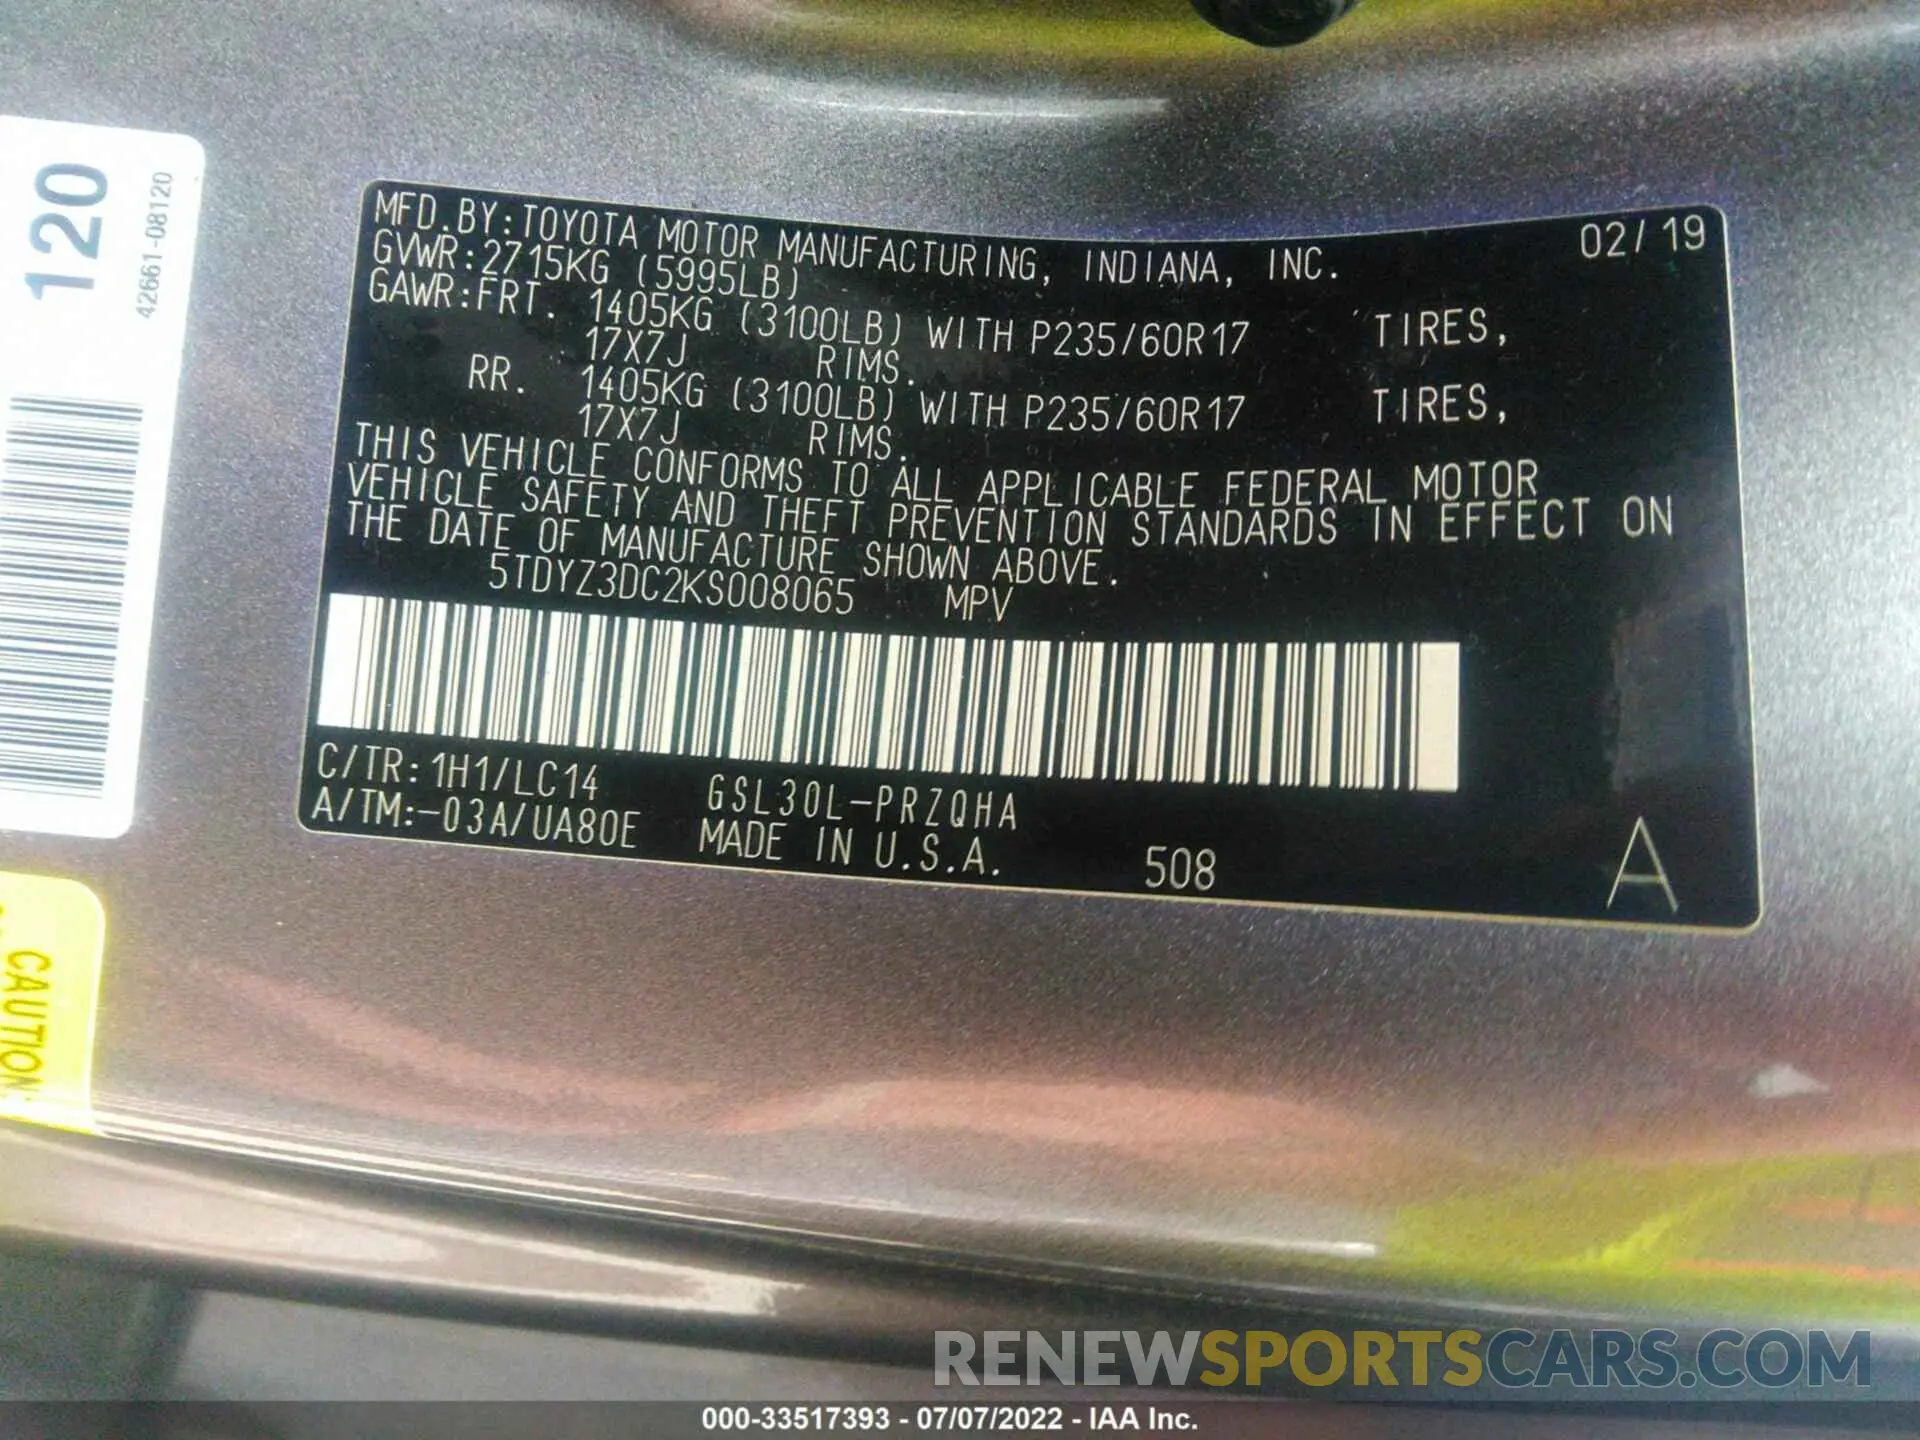 120
42661-08120
MFD.BY:TOYOTA MOTOR MANUFACTURING, INDIANA, INC. 02/19
GVWR:2715KG (5995LB)
GAWR:FRT. 1405KG (3100LB) WITH P235/60R17 TIRES,
17X7J RIMS.
RR. 1405KG (3100LB) WITH P235/60R17 TIRES,
17X7J RIMS.
THIS VEHICLE CONFORMS TO ALL APPLICABLE FEDERAL MOTOR
VEHICLE SAFETY AND THEFT PREVENTION STANDARDS IN EFFECT ON
THE DATE OF MANUFACTURE SHOWN ABOVE.
5TDYZ3DC2KS008065 MPV
C/TR:1H1/LC14 GSL30L-PRZQHA
A/TM:-03A/UA80E MADE IN U.S.A. 508 A
CAUTION
RENEWSPORTSCARS.COM
000-33517393 - 07/07/2022 - IAA Inc.